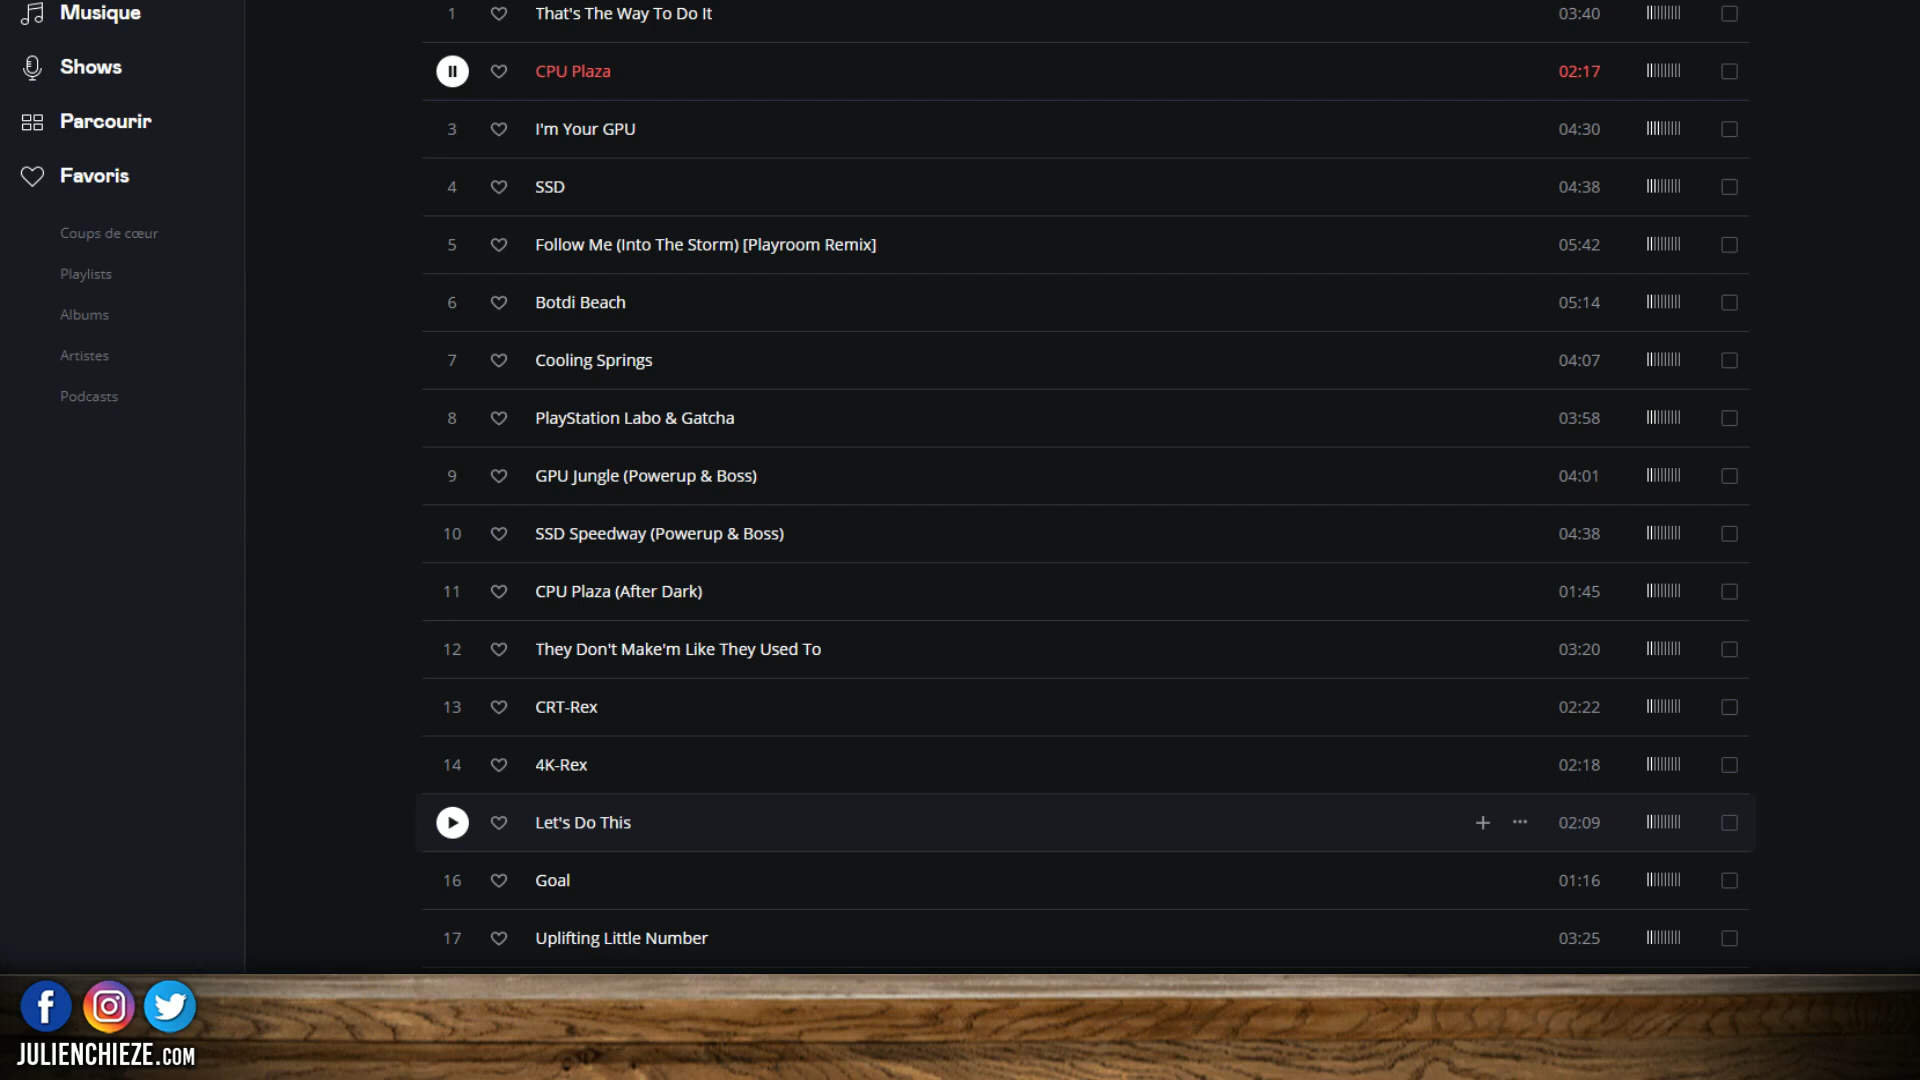 Musique
Shows
Parcourir
Favoris
Coups de cœur
Playlists
Albums
Artistes
Podcasts
1 That's The Way To Do It 03:40
CPU Plaza 02:17
3 I'm Your GPU 04:30
4 SSD 04:38
5 Follow Me (Into The Storm) [Playroom Remix] 05:42
6 Botdi Beach 05:14
7 Cooling Springs 04:07
8 PlayStation Labo & Gatcha 03:58
9 GPU Jungle (Powerup & Boss) 04:01
10 SSD Speedway (Powerup & Boss) 04:38
11 CPU Plaza (After Dark) 01:45
12 They Don't Make'm Like They Used To 03:20
13 CRT-Rex 02:22
14 4K-Rex 02:18
Let's Do This 02:09
16 Goal 01:16
17 Uplifting Little Number 03:25
JULIENCHIEZE.COM